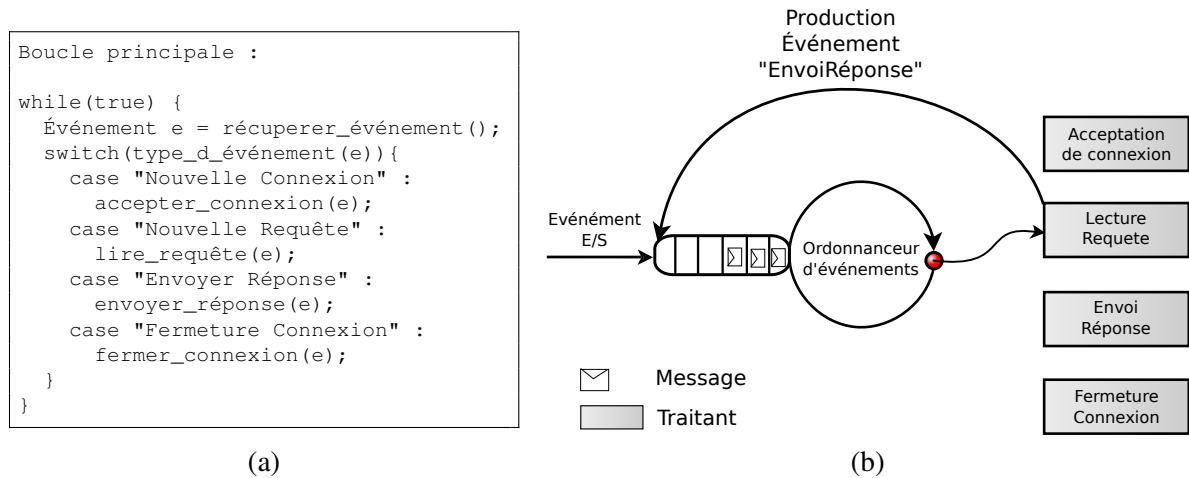 Boucle principale :
while(true) {
Événement e = récuperer_événement();
switch(type_d_événement(e)){
case "Nouvelle Connexion" :
accepter_connexion(e);
case "Nouvelle Requête" :
lire_requête(e);
case "Envoyer Réponse" :
envoyer_réponse(e);
case "Fermeture Connexion" :
fermer_connexion(e);
}
}
(a)
Production
Événement
"EnvoiRéponse"
Evénémént
E/S
Ordonnanceur
d'événements
Acceptation
de connexion
Lecture
Requete
Envoi
Réponse
Fermeture
Connexion
Message
Traitant
(b)